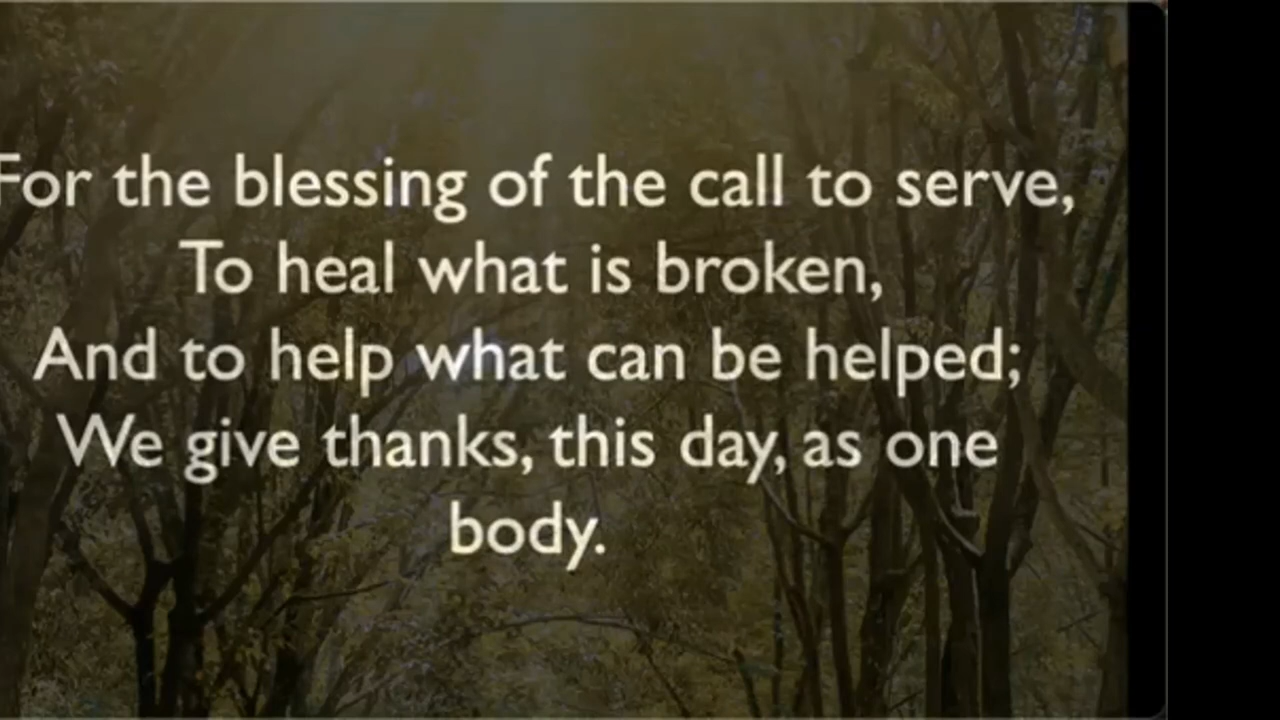 For the blessing of the call to serve,
To heal what is broken,
And to help what can be helped;
We give thanks, this day, as one
body.